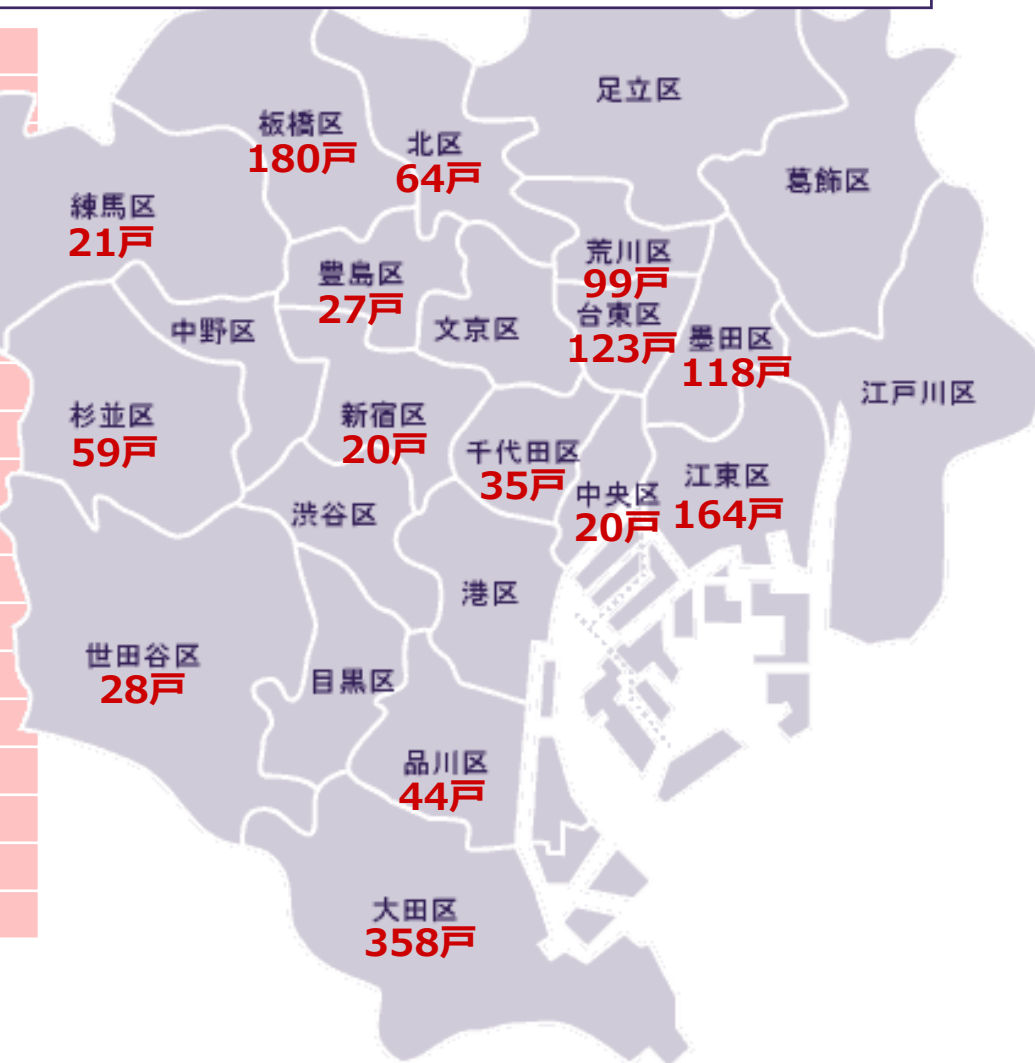 足立区
板橋区
180戸
北区
64戸
葛飾区
練馬区
21戸
荒川区
99戸
豊島区
27戸
台東区
123戸
中野区
文京区
墨田区
118戸
江戸川区
杉並区
59戸
新宿区
20戸
千代田区
35戸
中央区
20戸
江東区
164戸
渋谷区
港区
世田谷区
28戸
目黒区
品川区
44戸
大田区
358戸